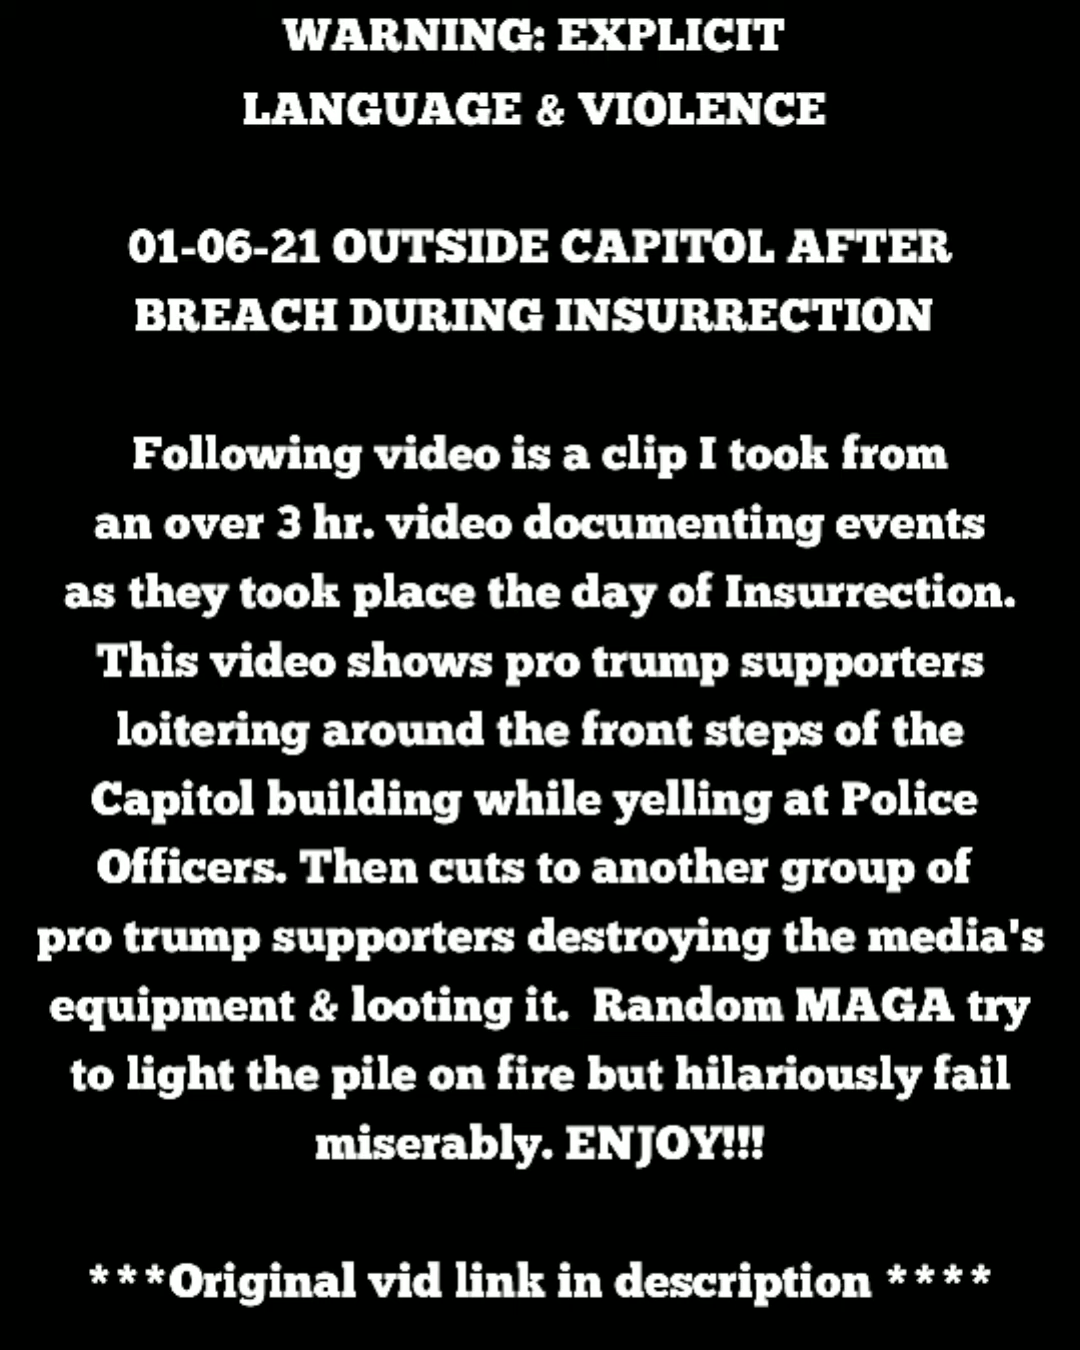 WARNING: EXPLICIT
LANGUAGE & VIOLENCE
01-06-21 OUTSIDE CAPITOL AFTER
BREACH DURING INSURRECTION
Following video is a clip I took from
an over 3 hr. video documenting events
as they took place the day of Insurrection.
This video shows pro trump supporters
loitering around the front steps of the
Capitol building while yelling at Police
Officers. Then cuts to another group of
pro trump supporters destroying the media's
equipment & looting it.  Random MAGA try
to light the pile on fire but hilariously fail
miserably. ENJOY!!!
***Original vid link in description ****